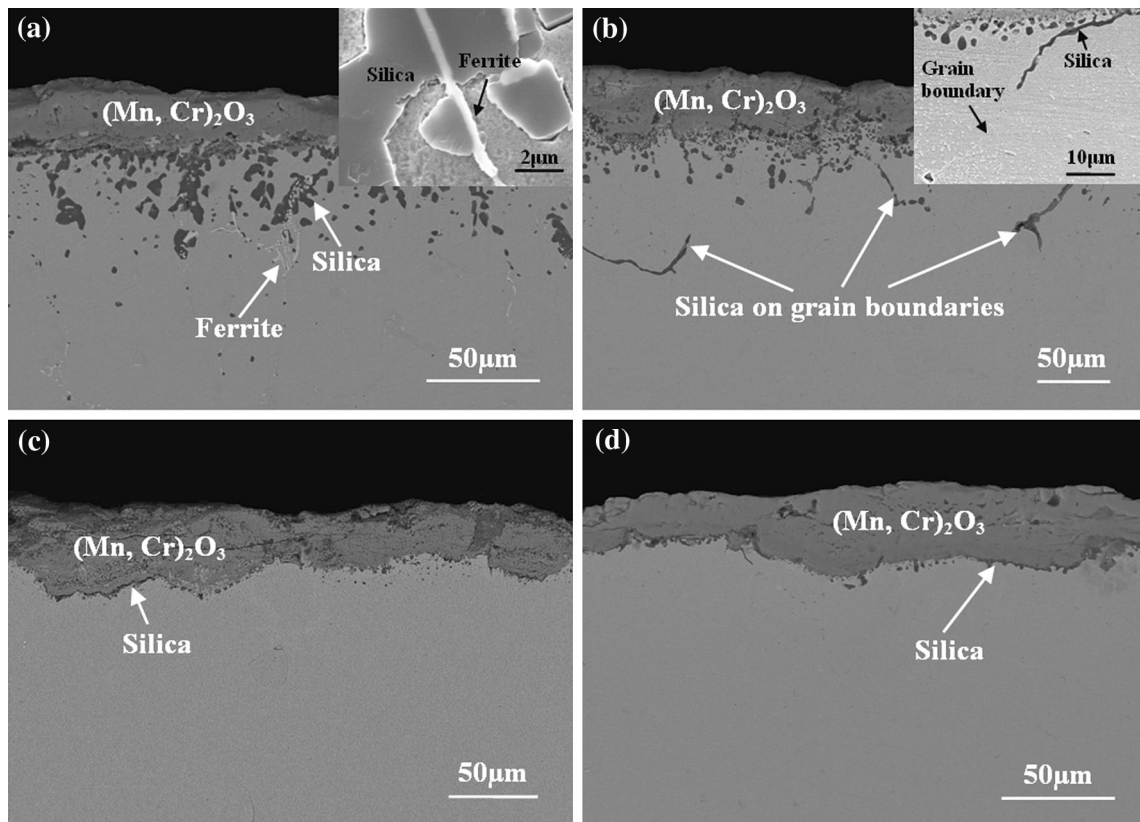 (a)
(Mn, Cr)₂O₃
Silica
Ferrite
2μm
Silica
Ferrite
50μm
(b)
(Mn, Cr)₂O₃
Silica
Grain
boundary
10μm
Silica on grain boundaries
50μm
(c)
(Mn, Cr)₂O₃
Silica
50μm
(d)
(Mn, Cr)₂O₃
Silica
50μm